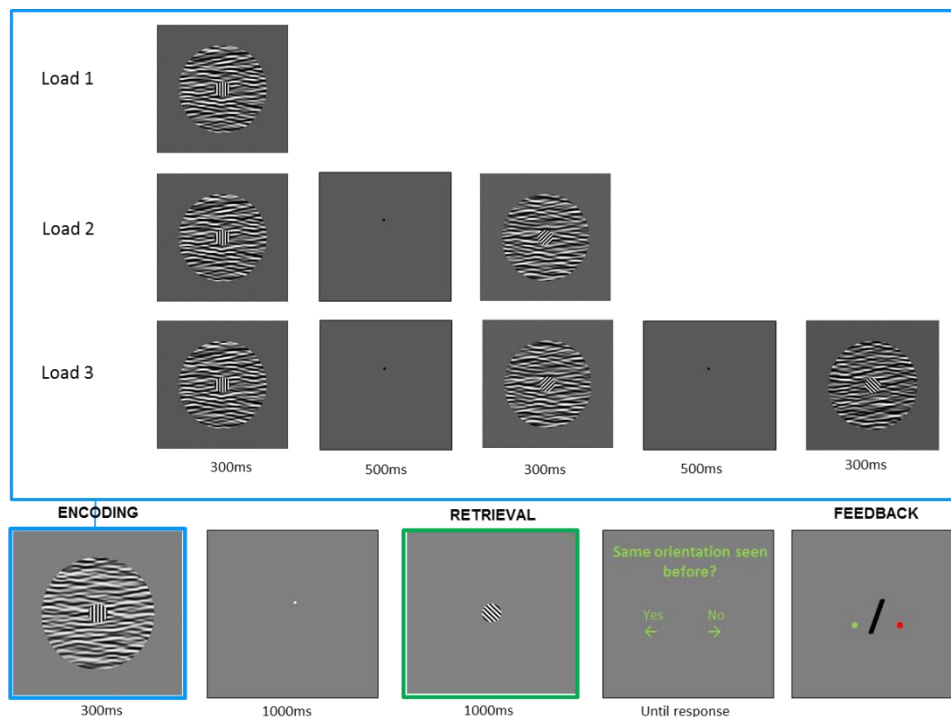 Load 1
Load 2
Load 3
300ms 500ms 300ms 500ms 300ms
ENCODING RETRIEVAL FEEDBACK
Same orientation seen
before?
Yes No
← →
/
300ms 1000ms 1000ms Until response